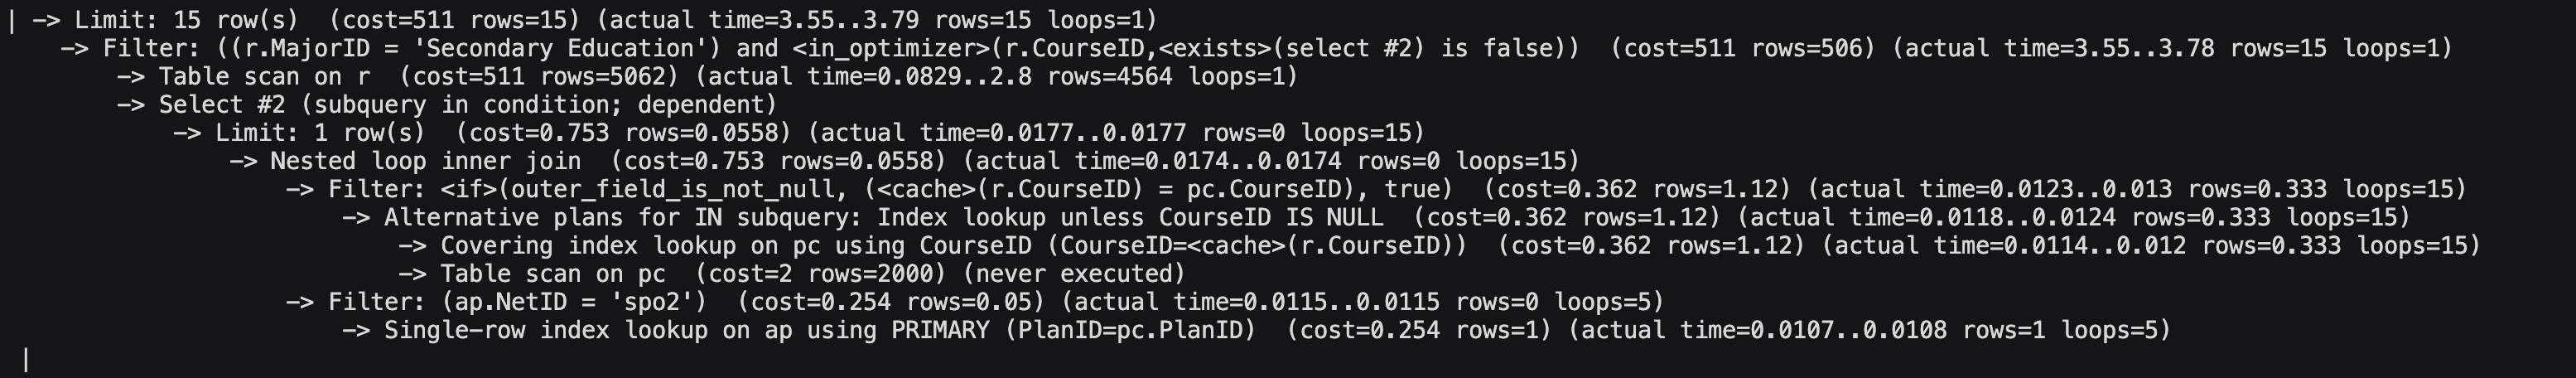 | -> Limit: 15 row(s)  (cost=511 rows=15) (actual time=3.55..3.79 rows=15 loops=1)
    -> Filter: ((r.MajorID = 'Secondary Education') and <in_optimizer>(r.CourseID,<exists>(select #2) is false))  (cost=511 rows=506) (actual time=3.55..3.78 rows=15 loops=1)
        -> Table scan on r  (cost=511 rows=5062) (actual time=0.0829..2.8 rows=4564 loops=1)
        -> Select #2 (subquery in condition; dependent)
            -> Limit: 1 row(s)  (cost=0.753 rows=0.0558) (actual time=0.0177..0.0177 rows=0 loops=15)
                -> Nested loop inner join  (cost=0.753 rows=0.0558) (actual time=0.0174..0.0174 rows=0 loops=15)
                    -> Filter: <if>(outer_field_is_not_null, (<cache>(r.CourseID) = pc.CourseID), true)  (cost=0.362 rows=1.12) (actual time=0.0123..0.013 rows=0.333 loops=15)
                        -> Alternative plans for IN subquery: Index lookup unless CourseID IS NULL  (cost=0.362 rows=1.12) (actual time=0.0118..0.0124 rows=0.333 loops=15)
                            -> Covering index lookup on pc using CourseID (CourseID=<cache>(r.CourseID))  (cost=0.362 rows=1.12) (actual time=0.0114..0.012 rows=0.333 loops=15)
                            -> Table scan on pc  (cost=2 rows=2000) (never executed)
                    -> Filter: (ap.NetID = 'spo2')  (cost=0.254 rows=0.05) (actual time=0.0115..0.0115 rows=0 loops=5)
                        -> Single-row index lookup on ap using PRIMARY (PlanID=pc.PlanID)  (cost=0.254 rows=1) (actual time=0.0107..0.0108 rows=1 loops=5)
 |